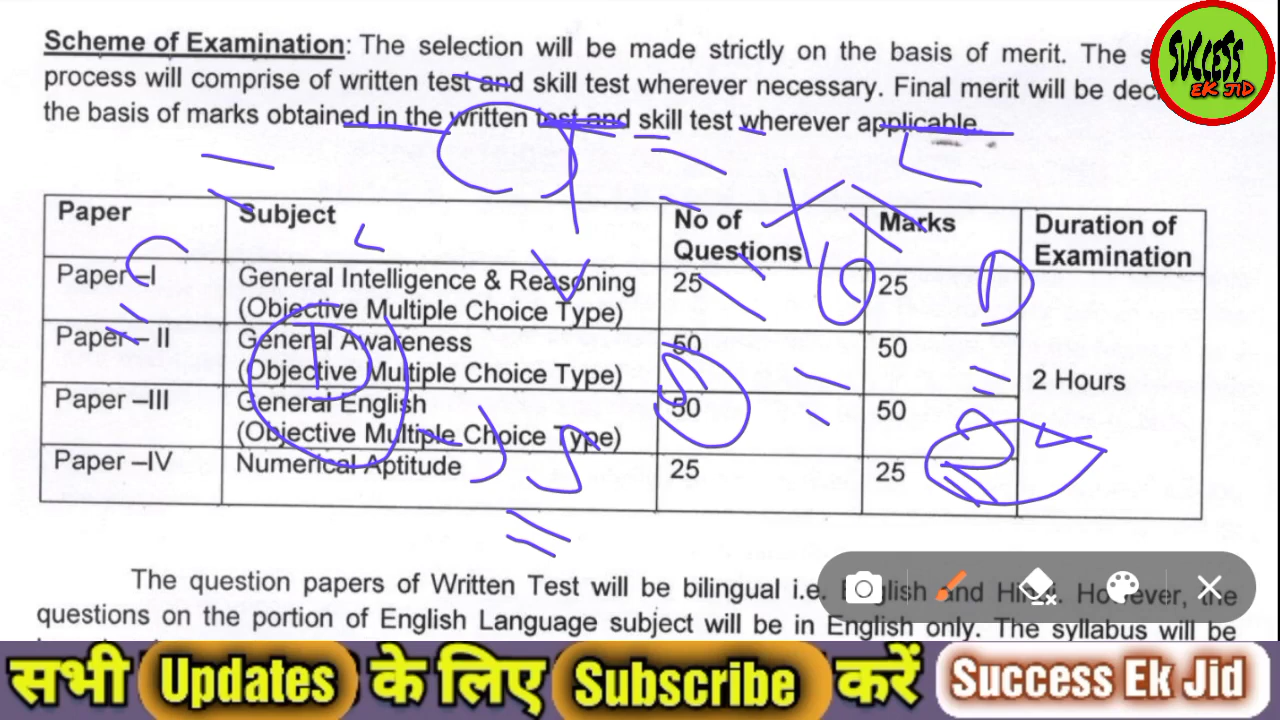 Scheme of Examination: The selection will be made strictly on the basis of merit. The
process will comprise of written test and skill test wherever necessary. Final merit will be
the basis of marks obtained in the written test and skill test wherever applicable.
SUCCESS
EK JID
Paper Subject No of Questions Marks Duration of Examination
Paper –I General Intelligence & Reasoning (Objective Multiple Choice Type) 25 25
Paper – II General Awareness (Objective Multiple Choice Type) 50 50 2 Hours
Paper –III General English (Objective Multiple Choice Type) 50 50
Paper –IV Numerical Aptitude 25 25
The question papers of Written Test will be bilingual i.e. English and Hindi. However, the
questions on the portion of English Language subject will be in English only. The syllabus will be
सभी Updates के लिए Subscribe करें Success Ek Jid